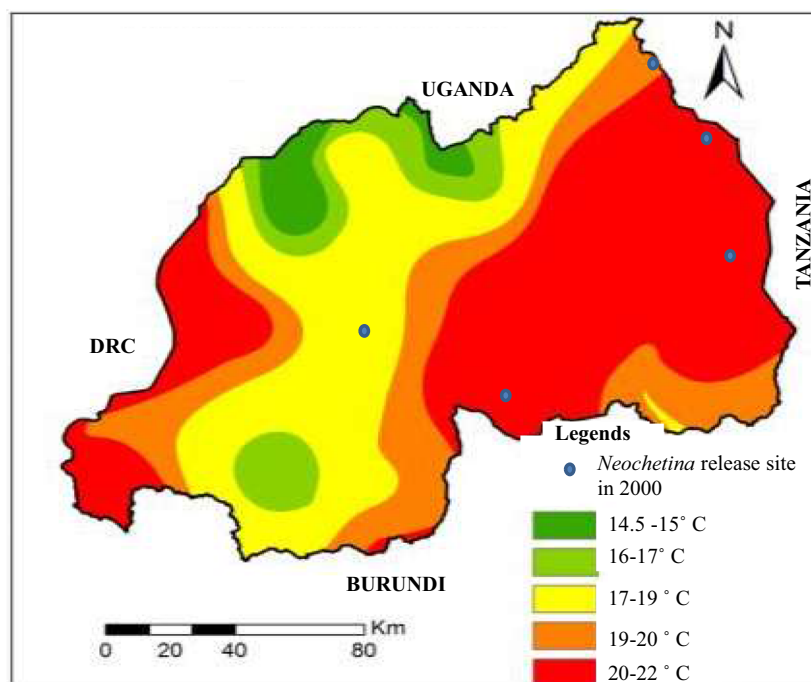 N
UGANDA
TANZANIA
DRC
Legends
Neochetina release site
in 2000
14.5 -15˚ C
16-17˚ C
BURUNDI
17-19 ˚ C
Km
19-20 ˚ C
0 20 40 80
20-22 ˚ C